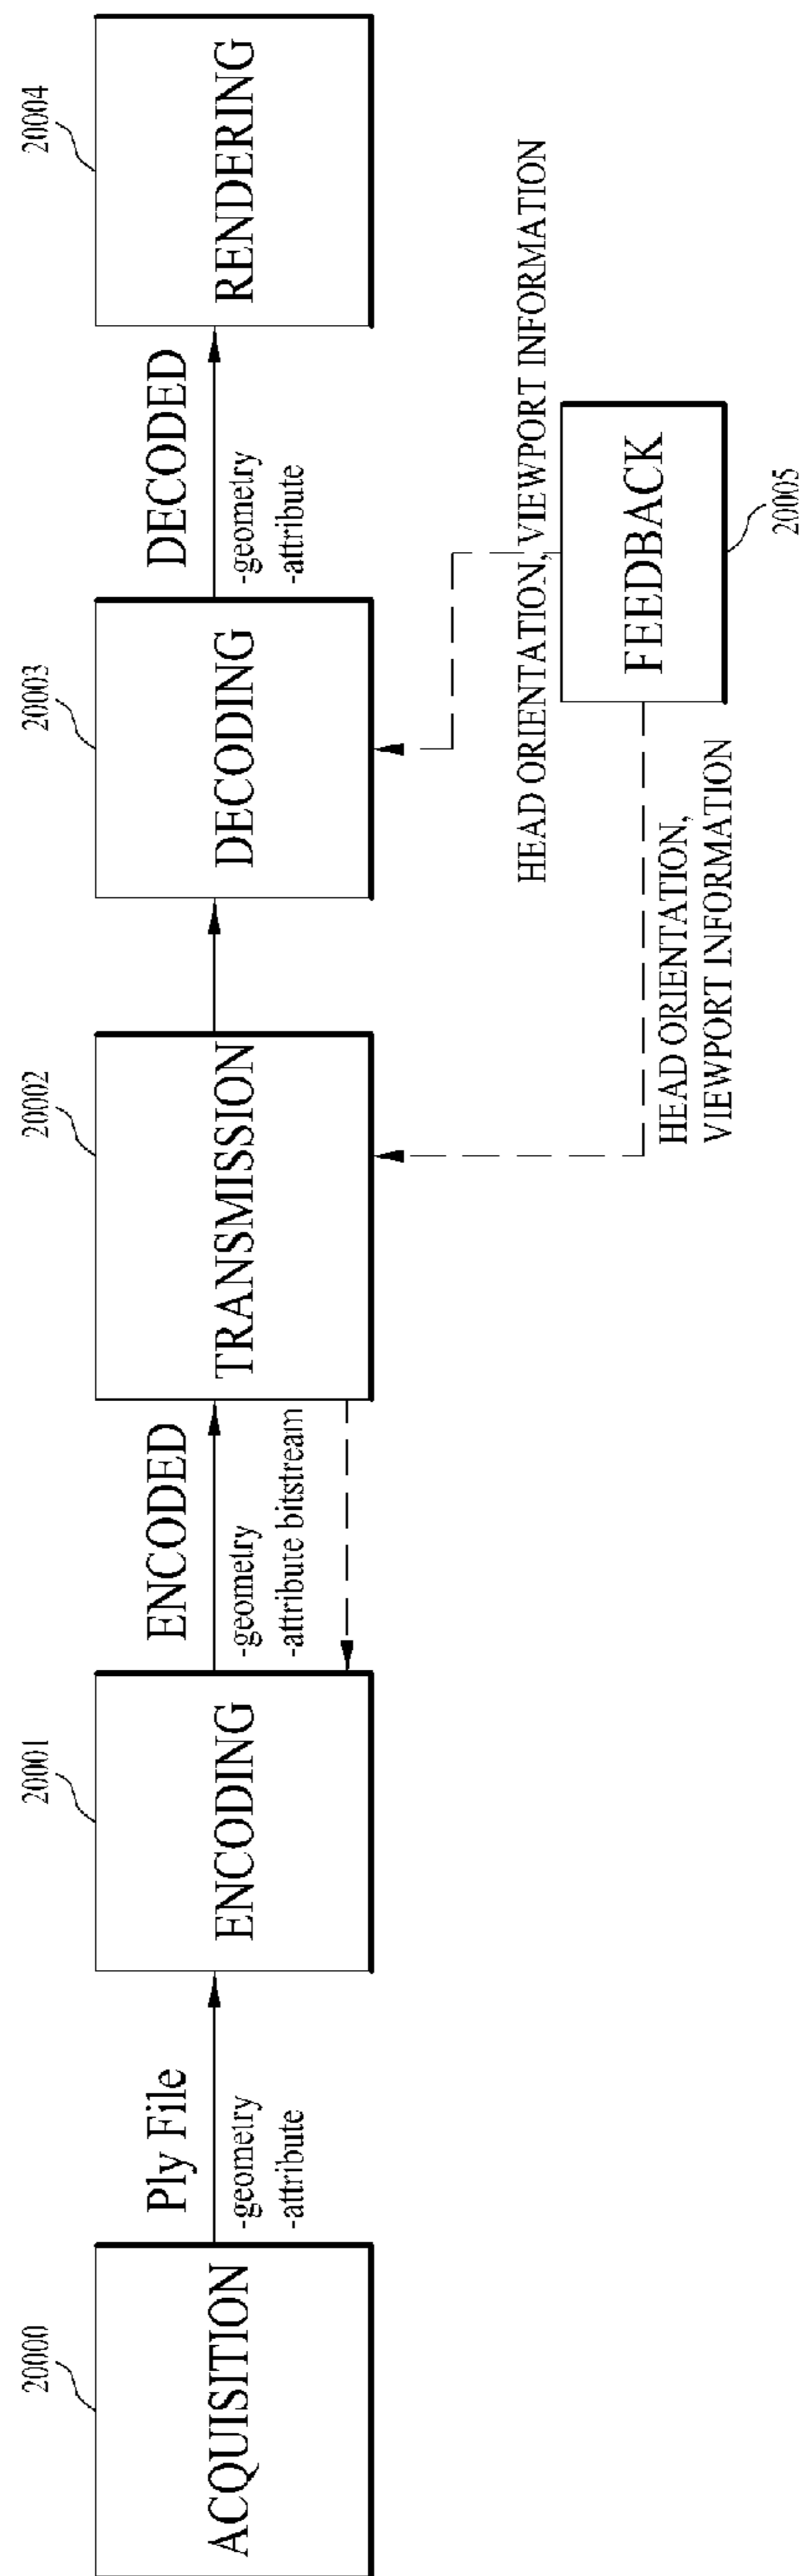 20000
ACQUISITION
Ply File
-geometry
-attribute
20001
ENCODING
ENCODED
-geometry
-attribute bitstream
20002
TRANSMISSION
20003
DECODING
DECODED
-geometry
-attribute
20004
RENDERING
HEAD ORIENTATION, VIEWPORT INFORMATION
HEAD ORIENTATION,
VIEWPORT INFORMATION
FEEDBACK
20005